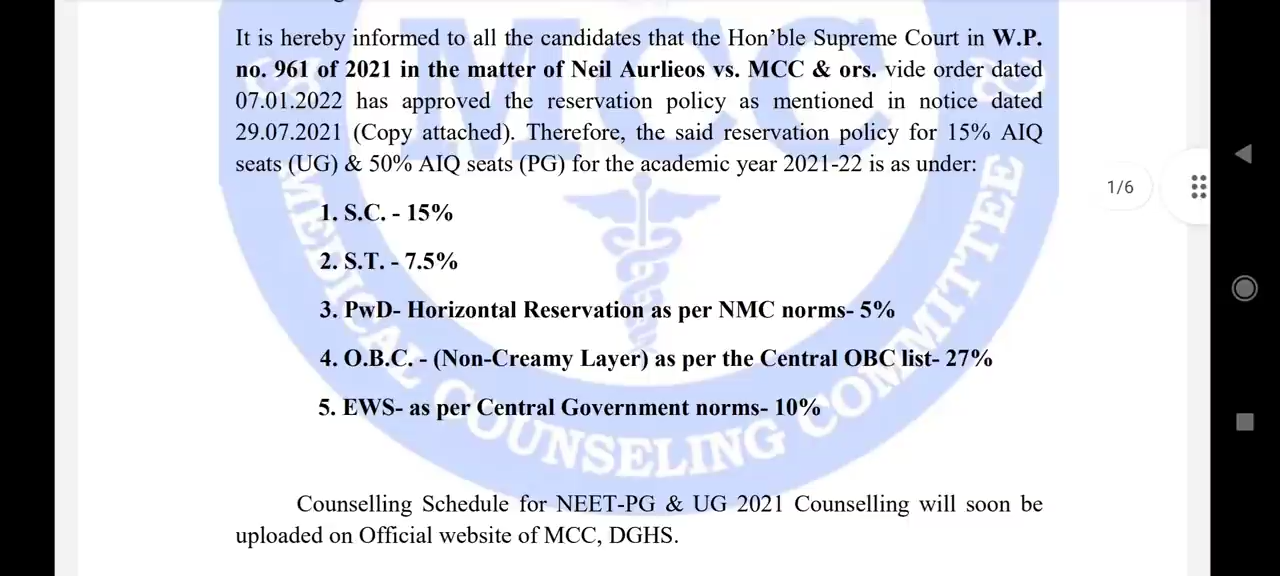 It is hereby informed to all the candidates that the Hon’ble Supreme Court in W.P.
no. 961 of 2021 in the matter of Neil Aurlieos vs. MCC & ors. vide order dated
07.01.2022 has approved the reservation policy as mentioned in notice dated
29.07.2021 (Copy attached). Therefore, the said reservation policy for 15% AIQ
seats (UG) & 50% AIQ seats (PG) for the academic year 2021-22 is as under:
1/6
1. S.C. - 15%
2. S.T. - 7.5%
3. PwD- Horizontal Reservation as per NMC norms- 5%
4. O.B.C. - (Non-Creamy Layer) as per the Central OBC list- 27%
5. EWS- as per Central Government norms- 10%
Counselling Schedule for NEET-PG & UG 2021 Counselling will soon be
uploaded on Official website of MCC, DGHS.
MCC
MEDICAL COUNSELING COMMITTEE